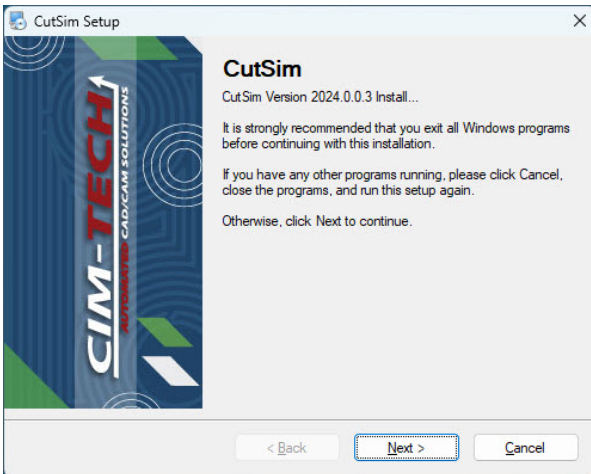 CutSim Setup
CIM-TECH
AUTOMATED CAD/CAM SOLUTIONS
CutSim
CutSim Version 2024.0.0.3 Install...
It is strongly recommended that you exit all Windows programs
before continuing with this installation.
If you have any other programs running, please click Cancel,
close the programs, and run this setup again.
Otherwise, click Next to continue.
< Back
Next >
Cancel